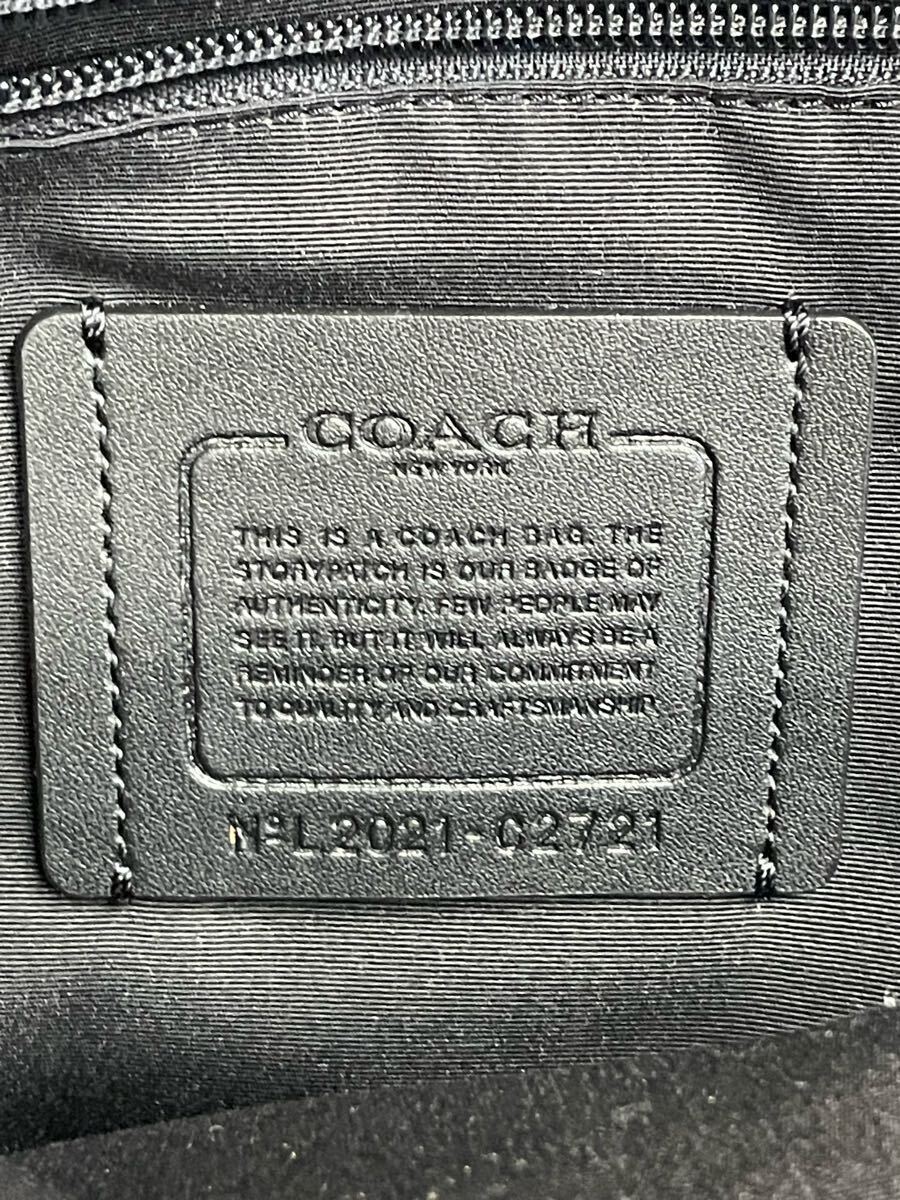 COACH
NEW YORK
THIS IS A COACH BAG. THE
STORYPATCH IS OUR BADGE OF
AUTHENTICITY. FEW PEOPLE MAY
SEE IT, BUT IT WILL ALWAYS BE A
REMINDER OF OUR COMMITMENT
TO QUALITY AND CRAFTSMANSHIP.
Nº L2021-C2721